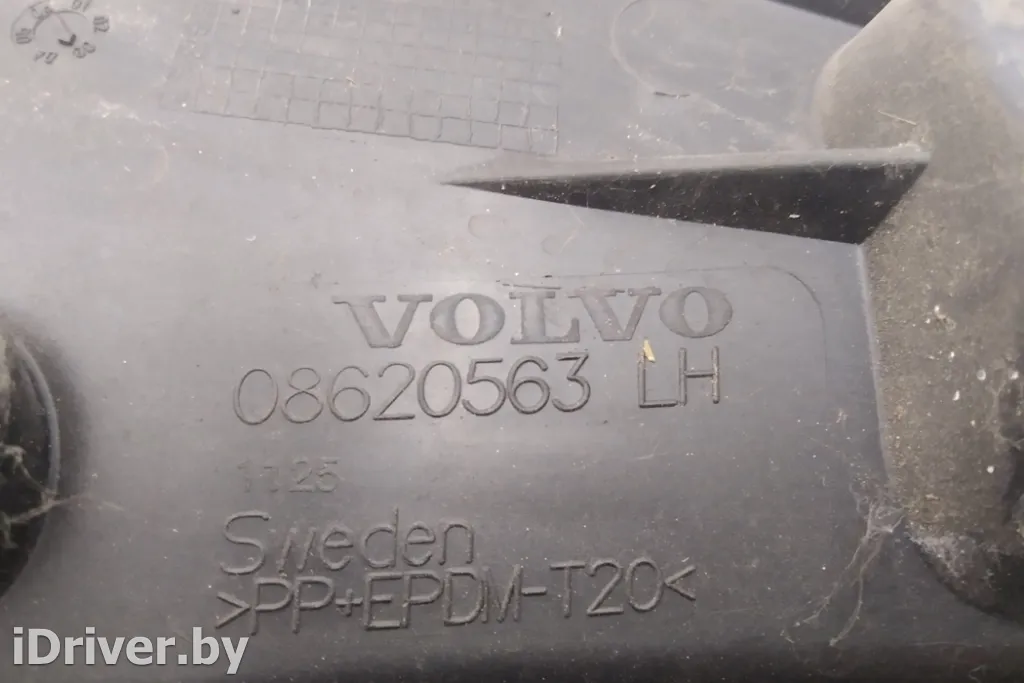 VOLVO
08620563 LH
1125
Sweden
>PP+EPDM-T20<
iDriver.by